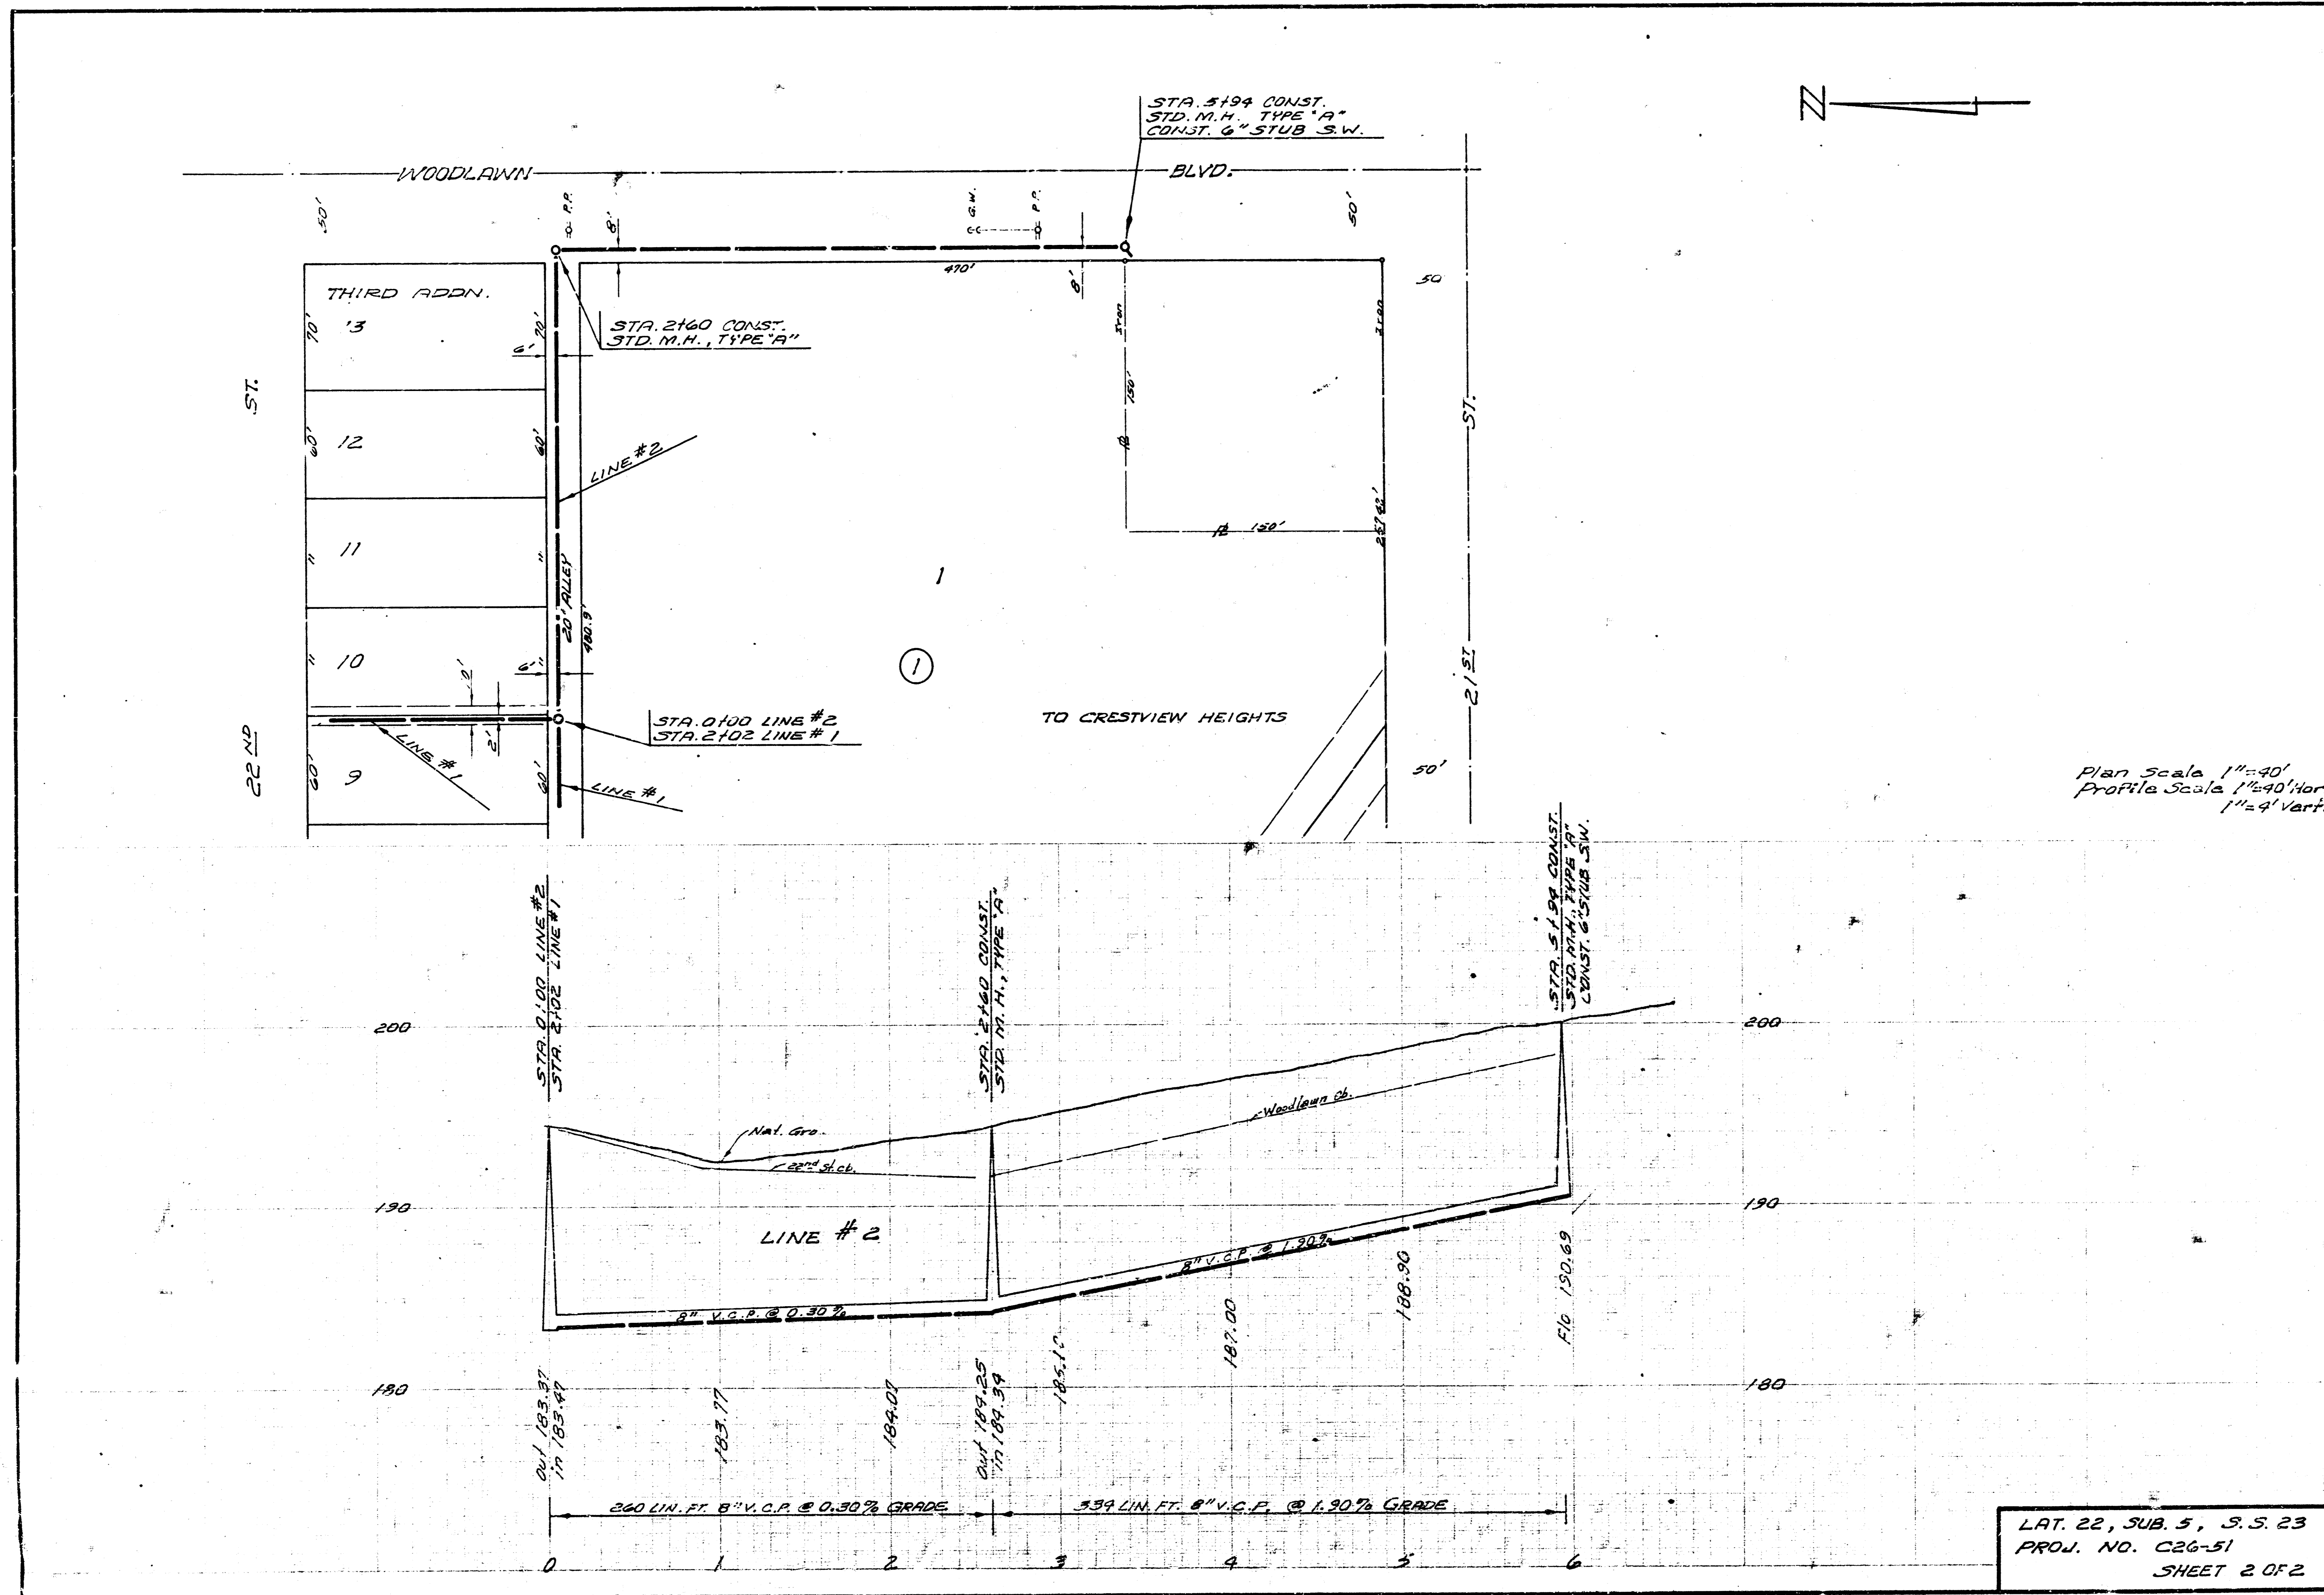 STA. 5+94 CONST.
STD. M.H. TYPE "A"
CONST. 6" STUB S.W.
N
WOODLAWN
BLVD.
50'
P.P.
8'
G.W.
P.P.
50'
470'
8'
50
THIRD ADDN.
70'
13
70'
6'
STA. 2+60 CONST.
STD. M.H., TYPE "A"
Iron
Iron
ST.
150'
ST.
60'
12
60'
LINE #2
℄ 150'
"
11
"
20' ALLEY
480.9'
1
"
10
6'
"
1
2'
STA. 0+00 LINE #2
STA. 2+02 LINE #1
TO CRESTVIEW HEIGHTS
21 ST
22 ND
LINE #1
60'
9
60'
LINE #1
50'
Plan Scale 1"=40'
Profile Scale 1"=40' Hor
1"=4' Vert
STA. 0+00 LINE #2
STA. 2+02 LINE #1
STA. 2+60 CONST.
STD. M.H., TYPE "A"
STA. 5+94 CONST.
STD. M.H., TYPE "A"
CONST. 6" STUB S.W.
200
200
Nat. Gro.
22nd St. cb.
Woodlawn Cb.
190
190
LINE #2
8" V.C.P. @ 0.30%
8" V.C.P. @ 1.90%
180
180
out 183.37
in 183.47
183.77
184.07
out 184.25
in 184.34
187.00
188.90
Flo 190.69
260 LIN. FT. 8" V.C.P. @ 0.30% GRADE
334 LIN. FT. 8" V.C.P. @ 1.90% GRADE
0 1 2 3 4 5 6
LAT. 22, SUB. 5, S.S. 23
PROJ. NO. C26-51
SHEET 2 OF 2